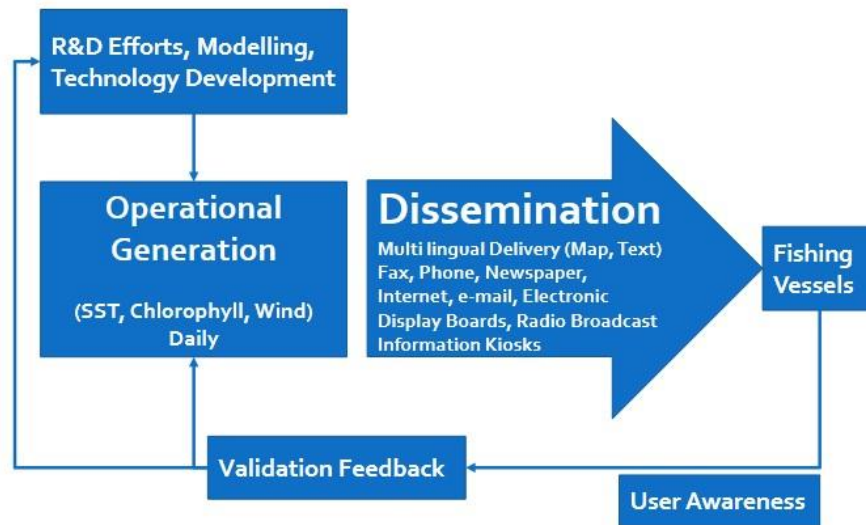 R&D Efforts, Modelling,
Technology Development
Operational
Generation
(SST, Chlorophyll, Wind)
Daily
Dissemination
Multi lingual Delivery (Map, Text)
Fax, Phone, Newspaper,
Internet, e-mail, Electronic
Display Boards, Radio Broadcast
Information Kiosks
Fishing
Vessels
Validation Feedback
User Awareness